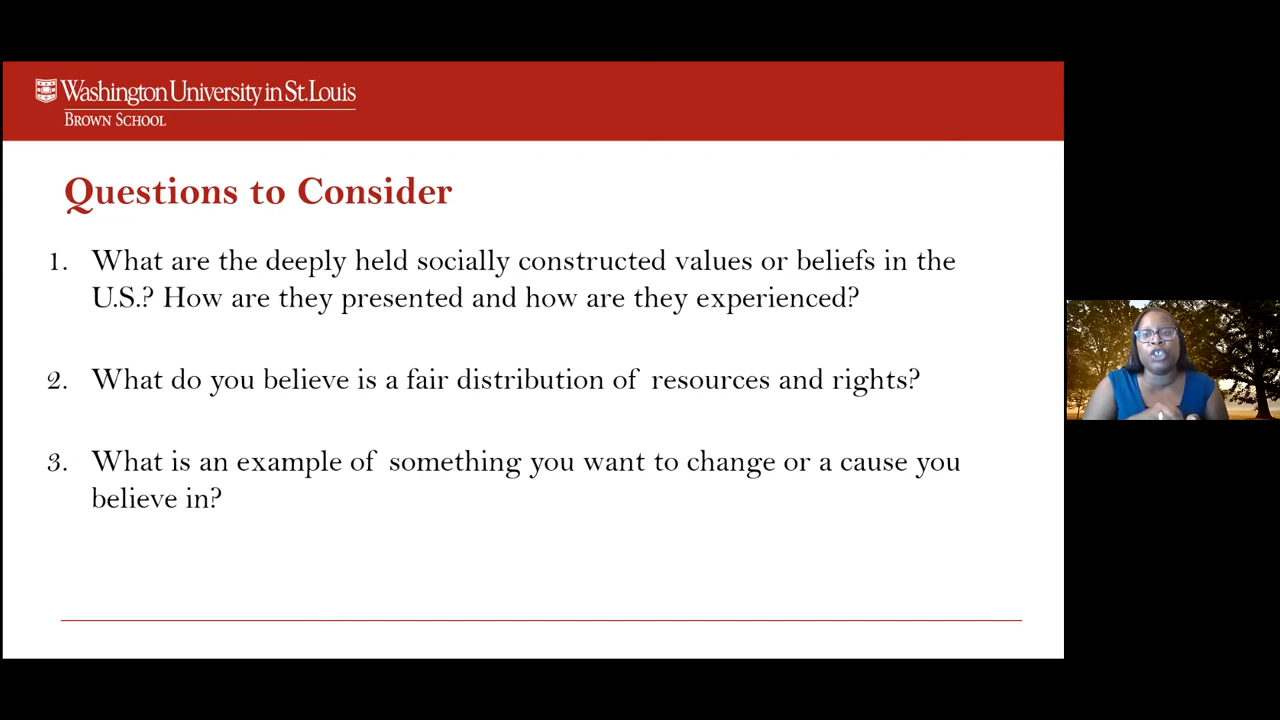 Washington University in St. Louis
BROWN SCHOOL
Questions to Consider
1. What are the deeply held socially constructed values or beliefs in the
U.S.? How are they presented and how are they experienced?
2. What do you believe is a fair distribution of resources and rights?
3. What is an example of something you want to change or a cause you
believe in?